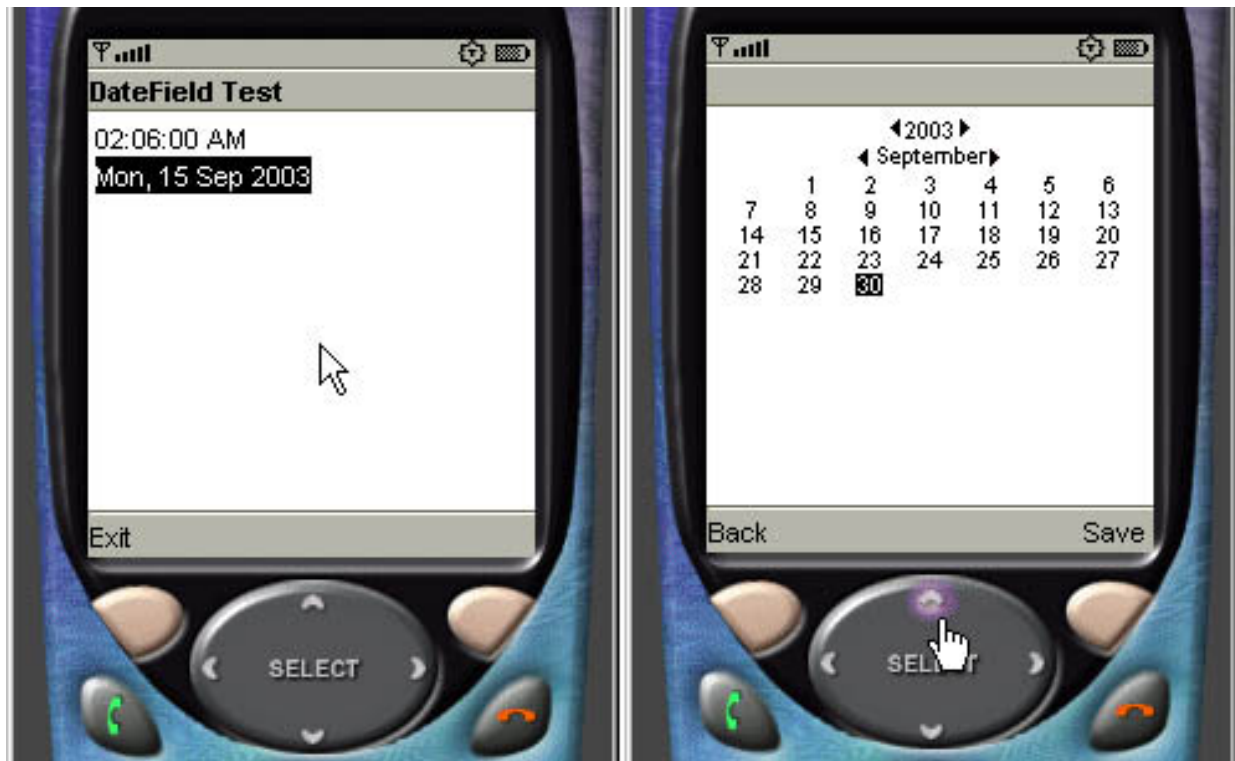 DateField Test
02:06:00 AM
Mon, 15 Sep 2003
Exit
SELECT
2003
September
1 2 3 4 5 6
7 8 9 10 11 12 13
14 15 16 17 18 19 20
21 22 23 24 25 26 27
28 29 30
Back Save